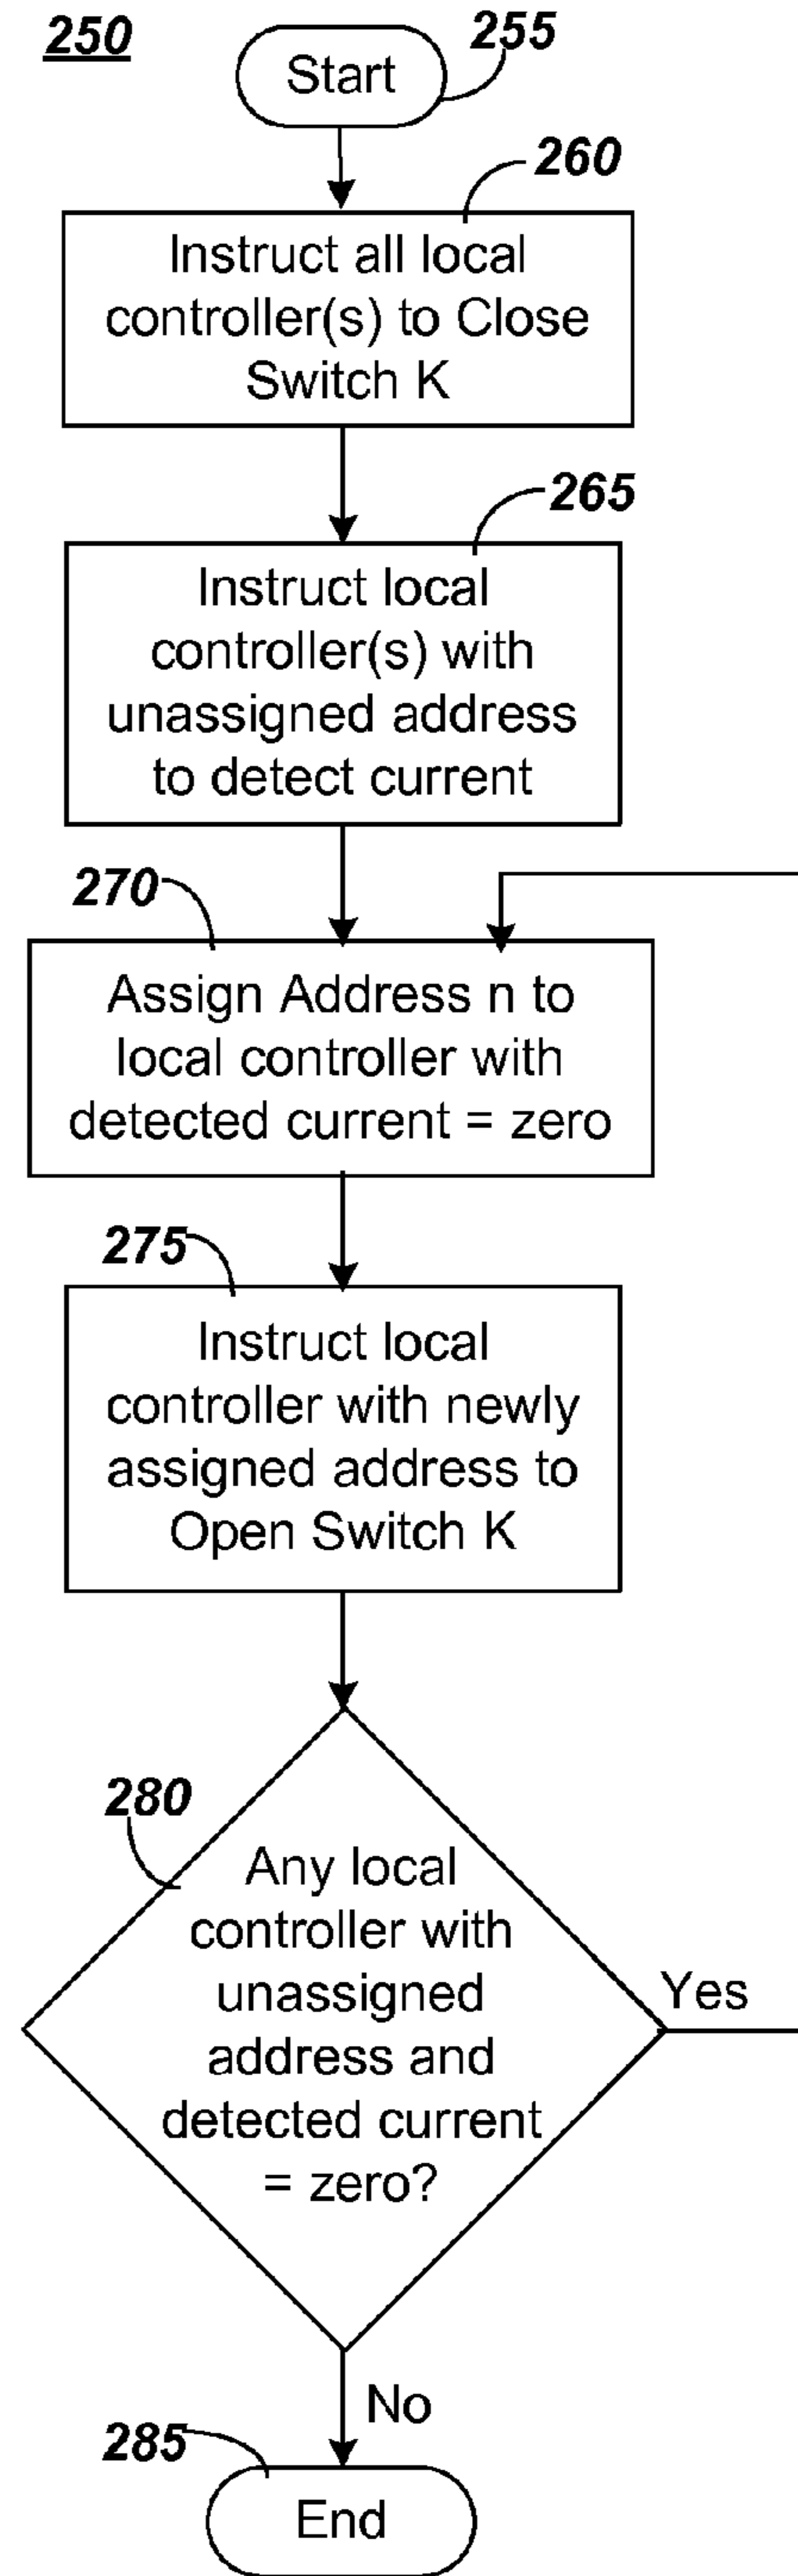 250
Start
255
260
Instruct all local
controller(s) to Close
Switch K
265
Instruct local
controller(s) with
unassigned address
to detect current
270
Assign Address n to
local controller with
detected current = zero
275
Instruct local
controller with newly
assigned address to
Open Switch K
280
Any local
controller with
unassigned
address and
detected current
= zero?
Yes
No
285
End